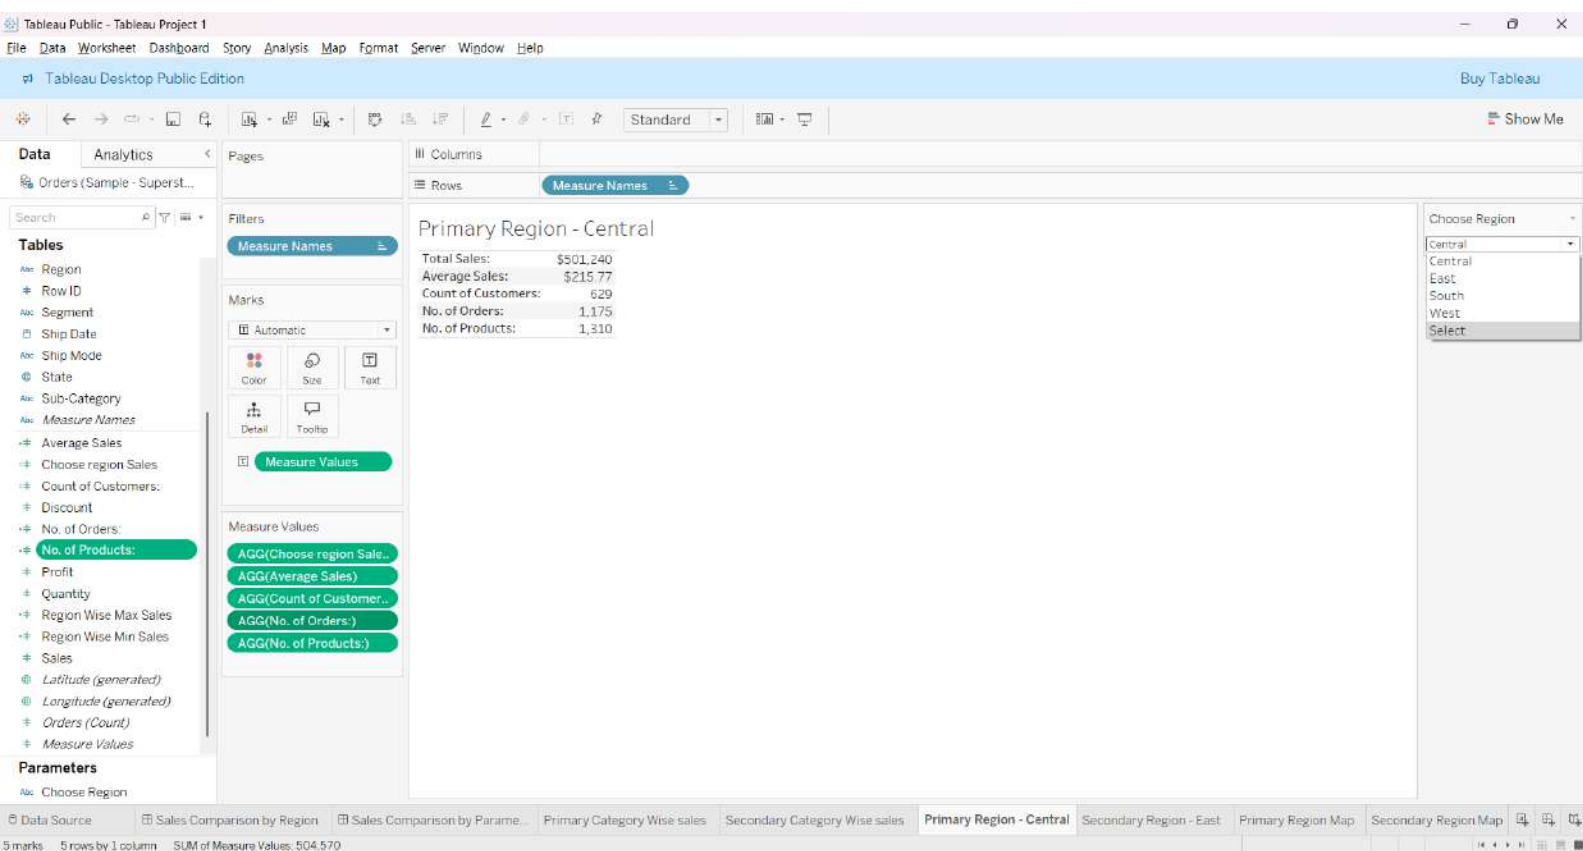 Tableau Public - Tableau Project 1
File Data Worksheet Dashboard Story Analysis Map Format Server Window Help
Tableau Desktop Public Edition
Buy Tableau
Standard
Show Me
Data Analytics
Pages
Columns
Orders (Sample - Superst...
Rows
Measure Names
Search
Filters
Measure Names
Primary Region - Central
Choose Region
Tables
Central
Central
East
South
West
Select
Total Sales: $501,240
Average Sales: $215.77
Count of Customers: 629
No. of Orders: 1,175
No. of Products: 1,310
Abc Region
Row ID
Abc Segment
Ship Date
Abc Ship Mode
State
Abc Sub-Category
Abc Measure Names
Average Sales
Choose region Sales
Count of Customers:
Discount
No. of Orders:
No. of Products:
Profit
Quantity
Region Wise Max Sales
Region Wise Min Sales
Sales
Latitude (generated)
Longitude (generated)
Orders (Count)
Measure Values
Parameters
Abc Choose Region
Marks
Automatic
Color Size Text
Detail Tooltip
Measure Values
Measure Values
AGG(Choose region Sale..
AGG(Average Sales)
AGG(Count of Customer..
AGG(No. of Orders:)
AGG(No. of Products:)
Data Source Sales Comparison by Region Sales Comparison by Parame... Primary Category Wise sales Secondary Category Wise sales Primary Region - Central Secondary Region - East Primary Region Map Secondary Region Map
5 marks 5 rows by 1 column SUM of Measure Values: 504,570